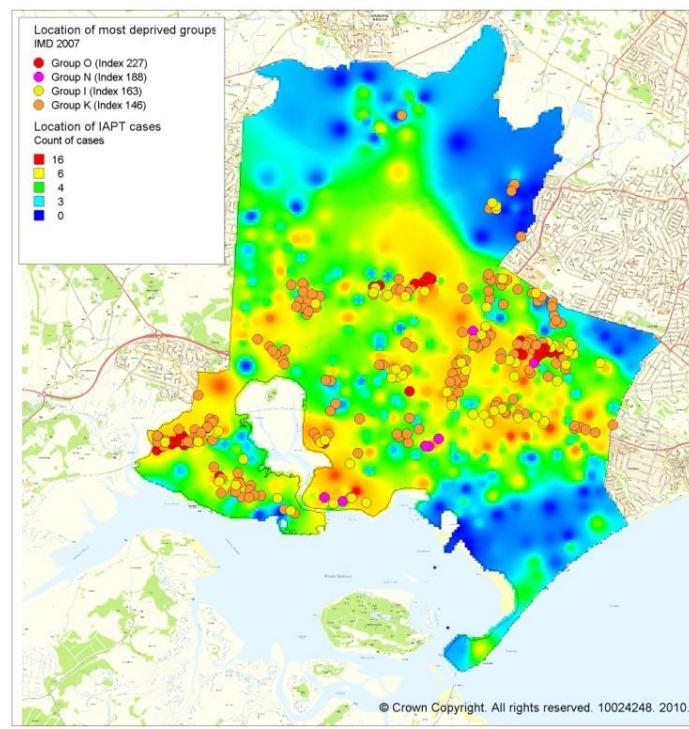 Location of most deprived groups
IMD 2007
Group O (Index 227)
Group N (Index 188)
Group I (Index 163)
Group K (Index 146)
Location of IAPT cases
Count of cases
16
6
4
3
0
© Crown Copyright. All rights reserved. 10024248. 2010.